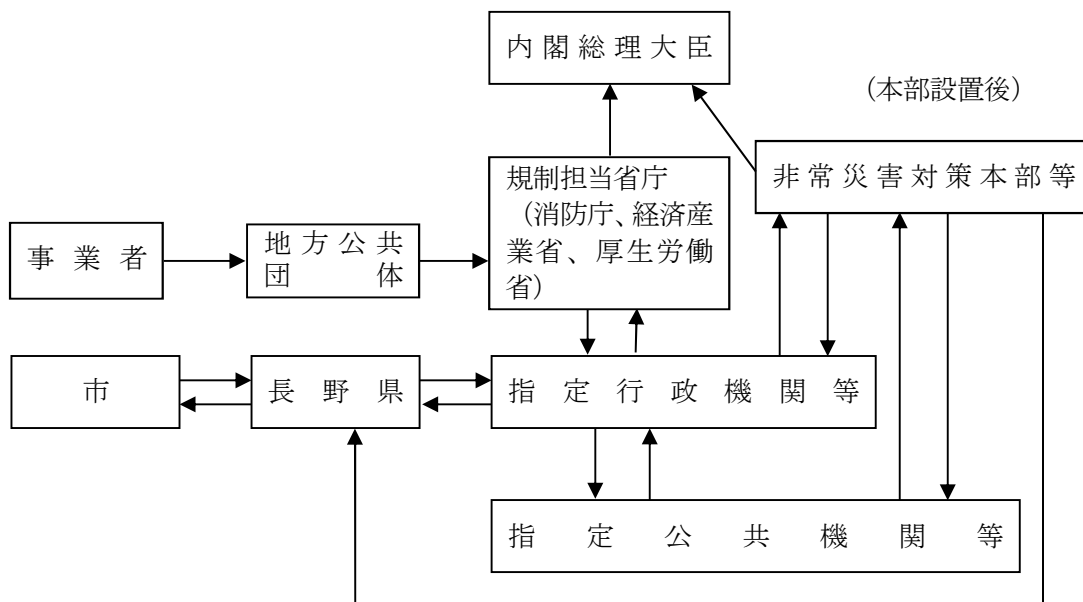 内閣総理大臣
（本部設置後）
非常災害対策本部等
規制担当省庁
（消防庁、経済産
業省、厚生労働
省）
事業者
地方公共
団体
市
長野県
指定行政機関等
指定公共機関等